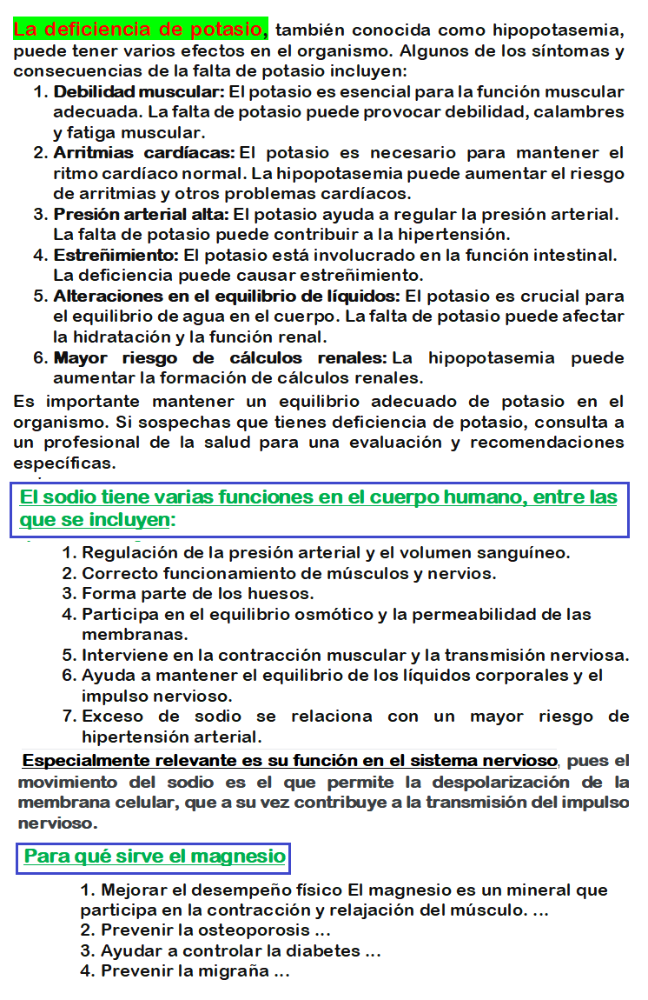 La deficiencia de potasio, también conocida como hipopotasemia,
puede tener varios efectos en el organismo. Algunos de los síntomas y
consecuencias de la falta de potasio incluyen:
1. Debilidad muscular: El potasio es esencial para la función muscular
adecuada. La falta de potasio puede provocar debilidad, calambres
y fatiga muscular.
2. Arritmias cardíacas: El potasio es necesario para mantener el
ritmo cardíaco normal. La hipopotasemia puede aumentar el riesgo
de arritmias y otros problemas cardíacos.
3. Presión arterial alta: El potasio ayuda a regular la presión arterial.
La falta de potasio puede contribuir a la hipertensión.
4. Estreñimiento: El potasio está involucrado en la función intestinal.
La deficiencia puede causar estreñimiento.
5. Alteraciones en el equilibrio de líquidos: El potasio es crucial para
el equilibrio de agua en el cuerpo. La falta de potasio puede afectar
la hidratación y la función renal.
6. Mayor riesgo de cálculos renales: La hipopotasemia puede
aumentar la formación de cálculos renales.
Es importante mantener un equilibrio adecuado de potasio en el
organismo. Si sospechas que tienes deficiencia de potasio, consulta a
un profesional de la salud para una evaluación y recomendaciones
específicas.
El sodio tiene varias funciones en el cuerpo humano, entre las
que se incluyen:
1. Regulación de la presión arterial y el volumen sanguíneo.
2. Correcto funcionamiento de músculos y nervios.
3. Forma parte de los huesos.
4. Participa en el equilibrio osmótico y la permeabilidad de las
membranas.
5. Interviene en la contracción muscular y la transmisión nerviosa.
6. Ayuda a mantener el equilibrio de los líquidos corporales y el
impulso nervioso.
7. Exceso de sodio se relaciona con un mayor riesgo de
hipertensión arterial.
Especialmente relevante es su función en el sistema nervioso, pues el
movimiento del sodio es el que permite la despolarización de la
membrana celular, que a su vez contribuye a la transmisión del impulso
nervioso.
Para qué sirve el magnesio
1. Mejorar el desempeño físico El magnesio es un mineral que
participa en la contracción y relajación del músculo. ...
2. Prevenir la osteoporosis ...
3. Ayudar a controlar la diabetes ...
4. Prevenir la migraña ...